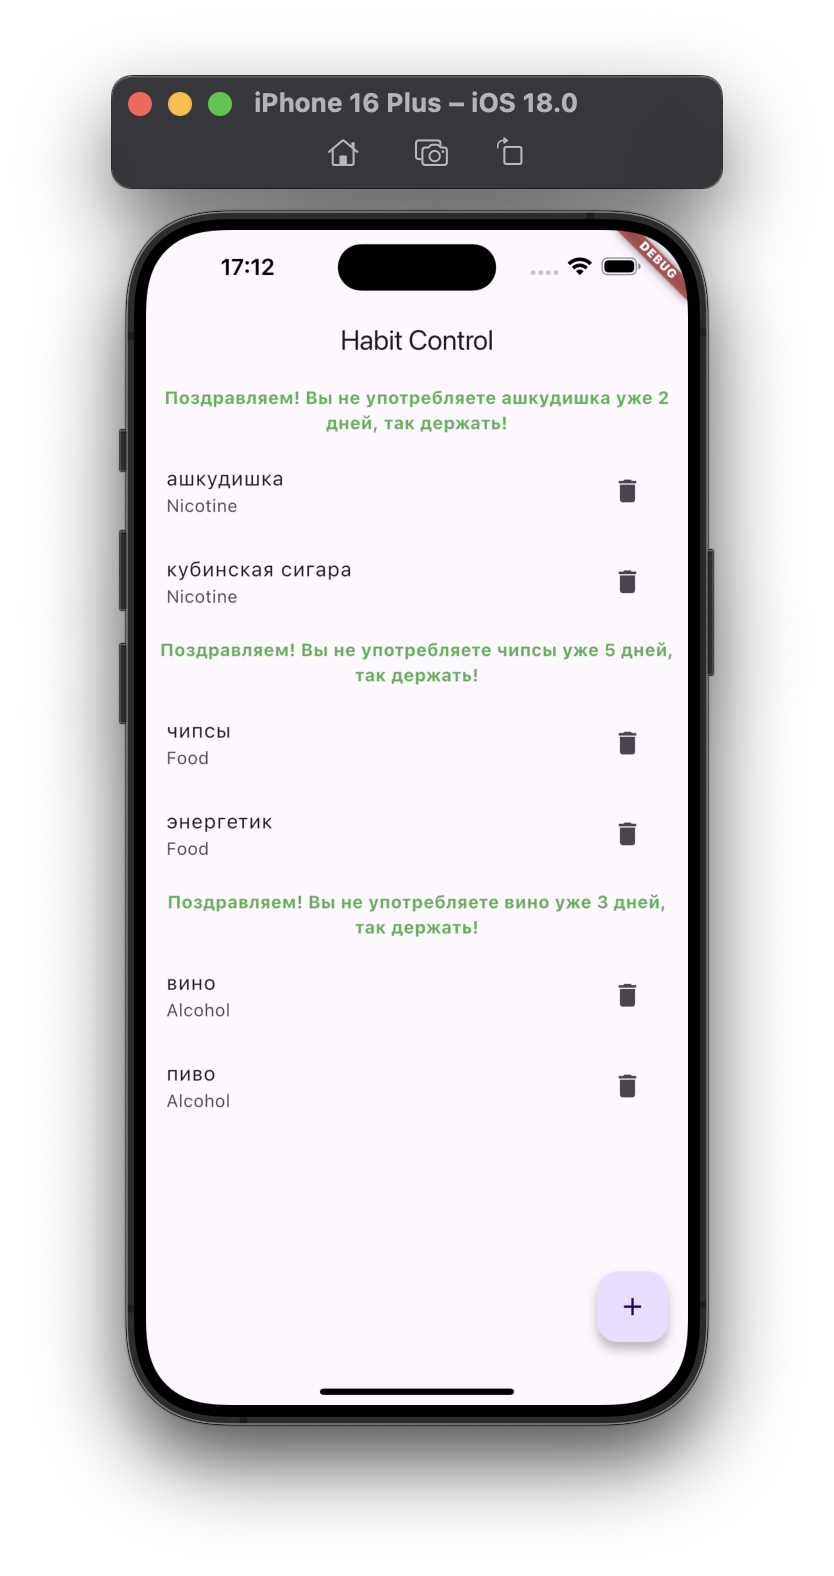 iPhone 16 Plus – iOS 18.0
17:12
DEBUG
Habit Control
Поздравляем! Вы не употребляете ашкудишка уже 2
дней, так держать!
ашкудишка
Nicotine
кубинская сигара
Nicotine
Поздравляем! Вы не употребляете чипсы уже 5 дней,
так держать!
чипсы
Food
энергетик
Food
Поздравляем! Вы не употребляете вино уже 3 дней,
так держать!
вино
Alcohol
пиво
Alcohol
+